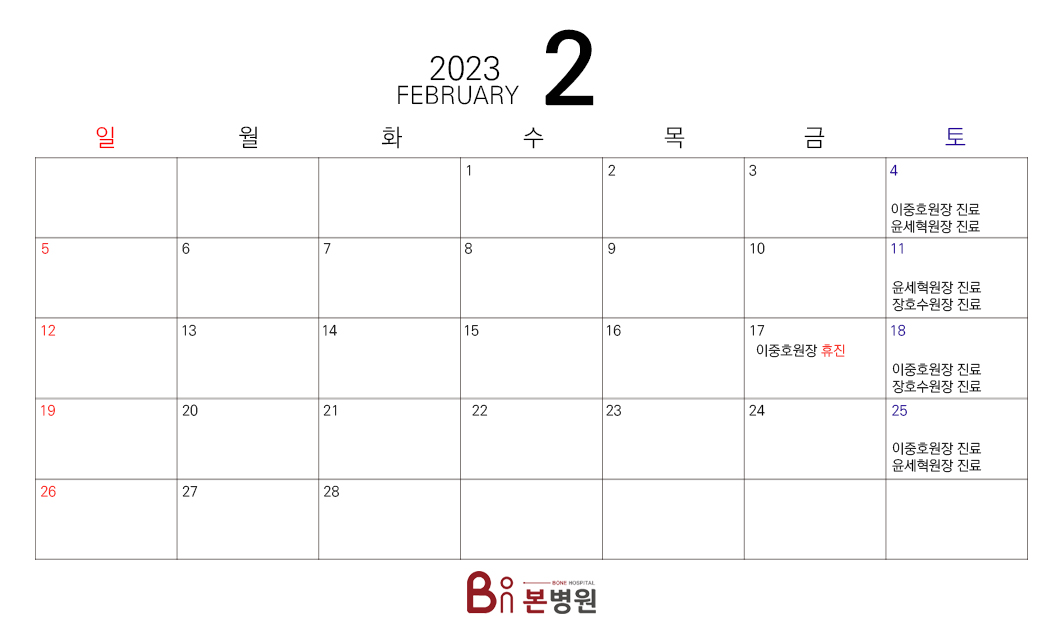 2023
FEBRUARY
2
일 월 화 수 목 금 토
1 2 3 4
이중호원장 진료
윤세혁원장 진료
5 6 7 8 9 10 11
윤세혁원장 진료
장호수원장 진료
12 13 14 15 16 17 18
이중호원장 휴진
이중호원장 진료
장호수원장 진료
19 20 21 22 23 24 25
이중호원장 진료
윤세혁원장 진료
26 27 28
Bon
BONE HOSPITAL
본병원